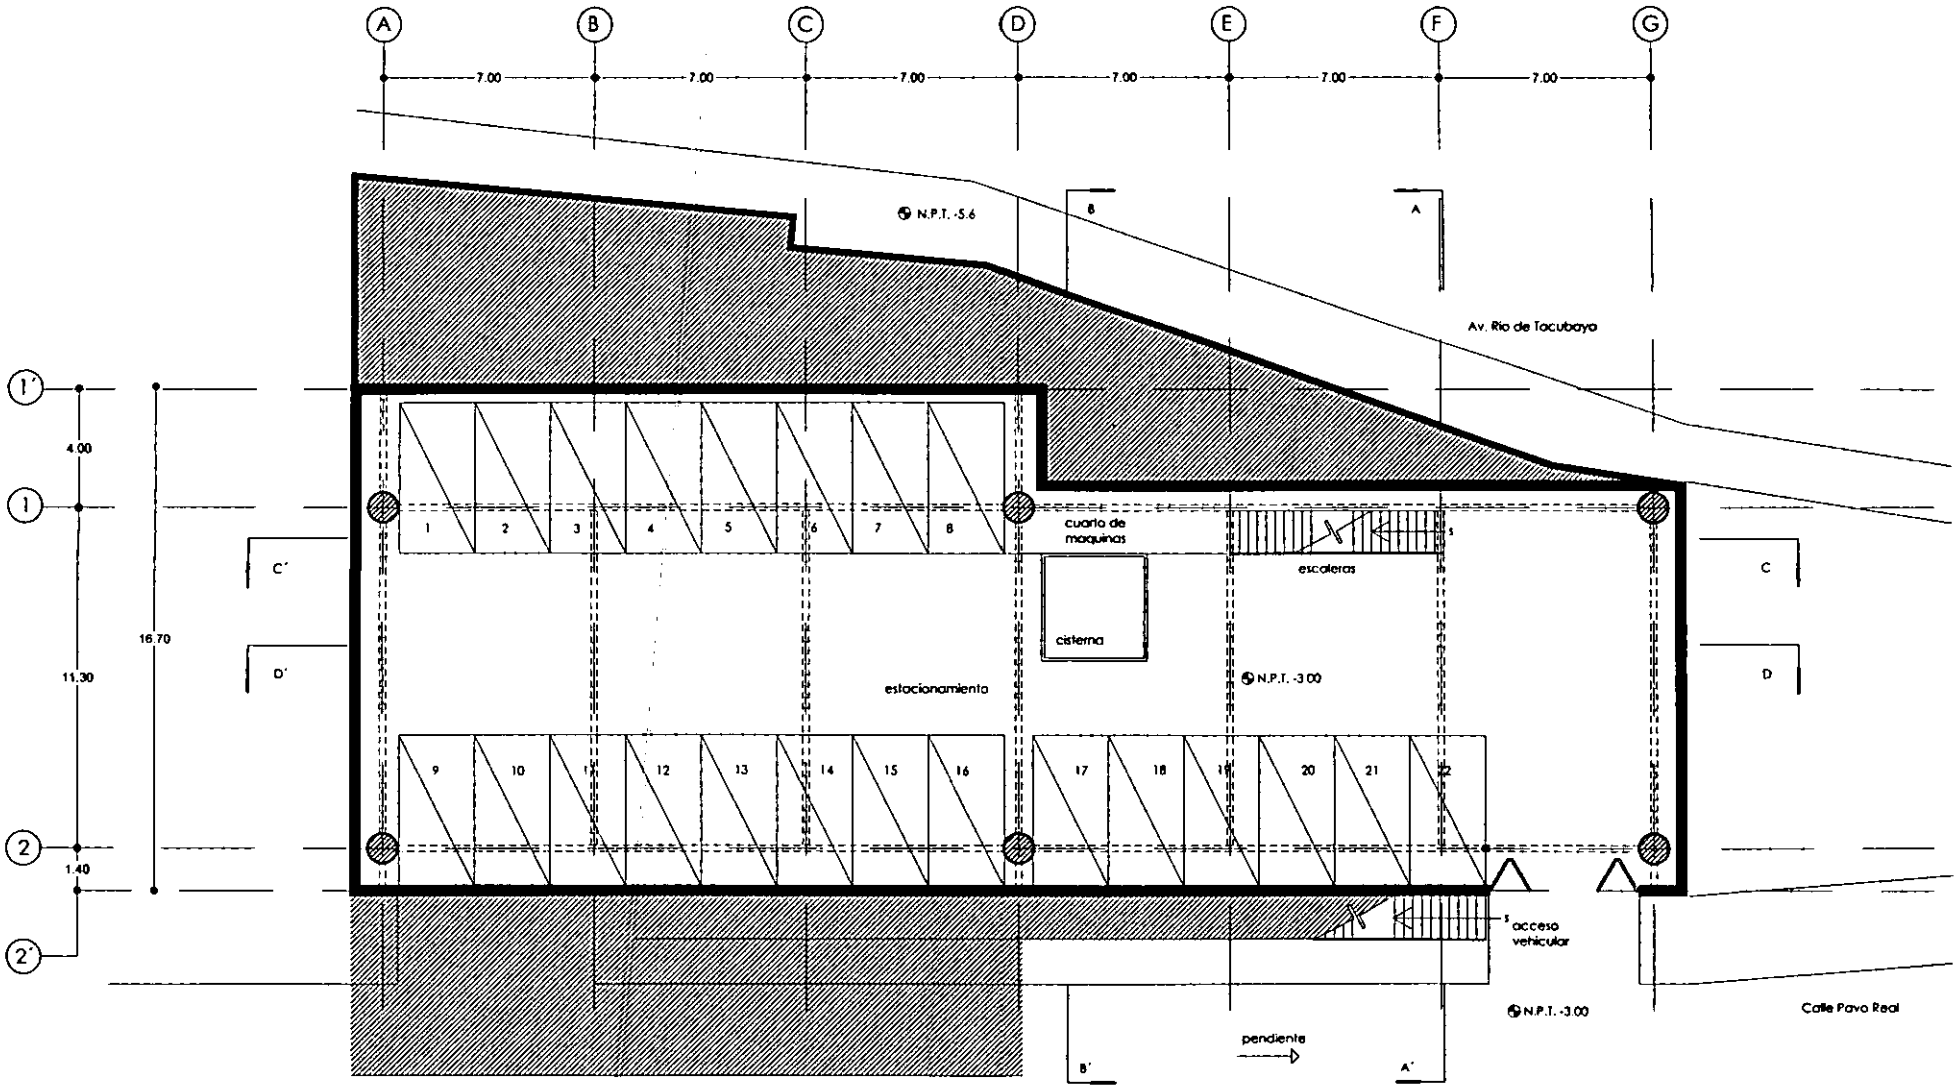 A B C D E F G
7.00 7.00 7.00 7.00 7.00 7.00
N.P.T. -5.6
B A
Av. Rio de Tacubaya
1´
4.00
1
1 2 3 4 5 6 7 8
cuarto de
maquinas
s
escaleras
C´ C
16.70
cisterna
11.30
D´ D
estacionamiento
N.P.T. -3 00
9 10 11 12 13 14 15 16 17 18 19 20 21 22
2
1.40
s acceso
vehicular
2´
N.P.T. -3.00
Calle Pavo Real
pendiente
B´ A´